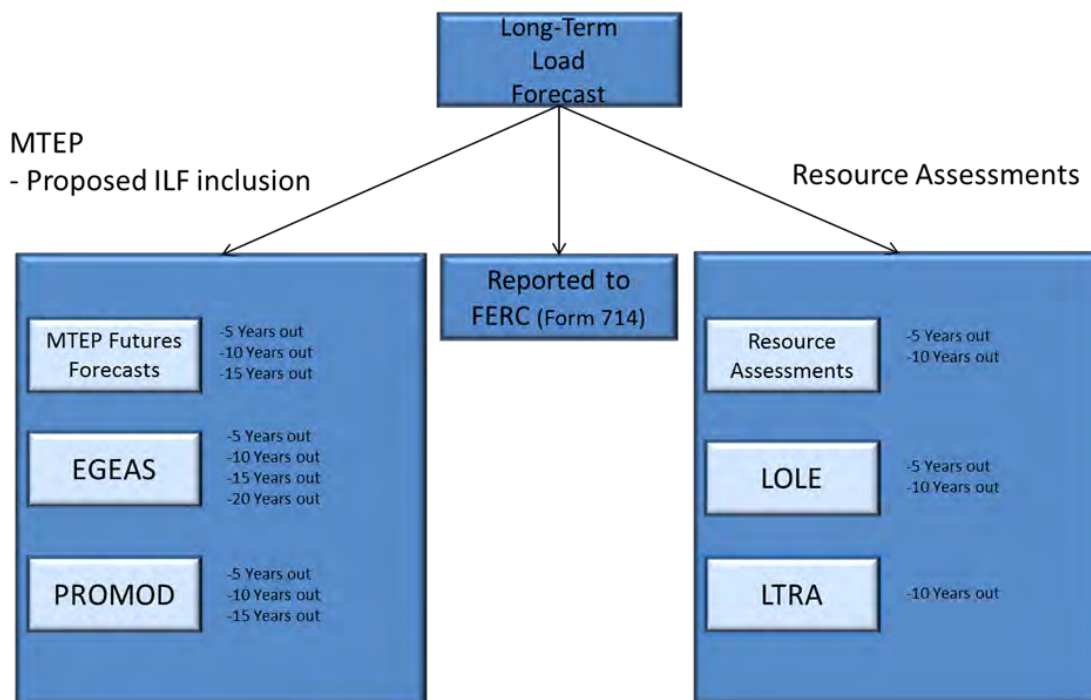 Long-Term
Load
Forecast
MTEP
- Proposed ILF inclusion
Resource Assessments
MTEP Futures
Forecasts
-5 Years out
-10 Years out
-15 Years out
EGEAS
-5 Years out
-10 Years out
-15 Years out
-20 Years out
PROMOD
-5 Years out
-10 Years out
-15 Years out
Reported to
FERC (Form 714)
Resource
Assessments
-5 Years out
-10 Years out
LOLE
-5 Years out
-10 Years out
LTRA
-10 Years out